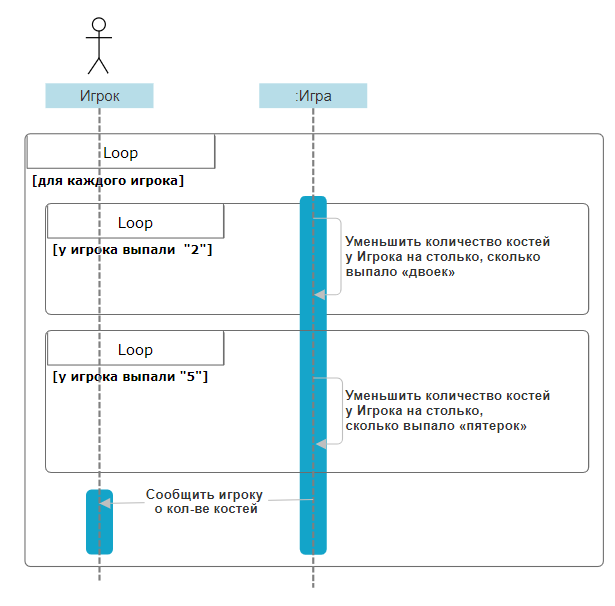 Игрок
:Игра
Loop
[для каждого игрока]
Loop
[у игрока выпали "2"]
Уменьшить количество костей
у Игрока на столько, сколько
выпало «двоек»
Loop
[у игрока выпали "5"]
Уменьшить количество костей
у Игрока на столько,
сколько выпало «пятерок»
Сообщить игроку
о кол-ве костей